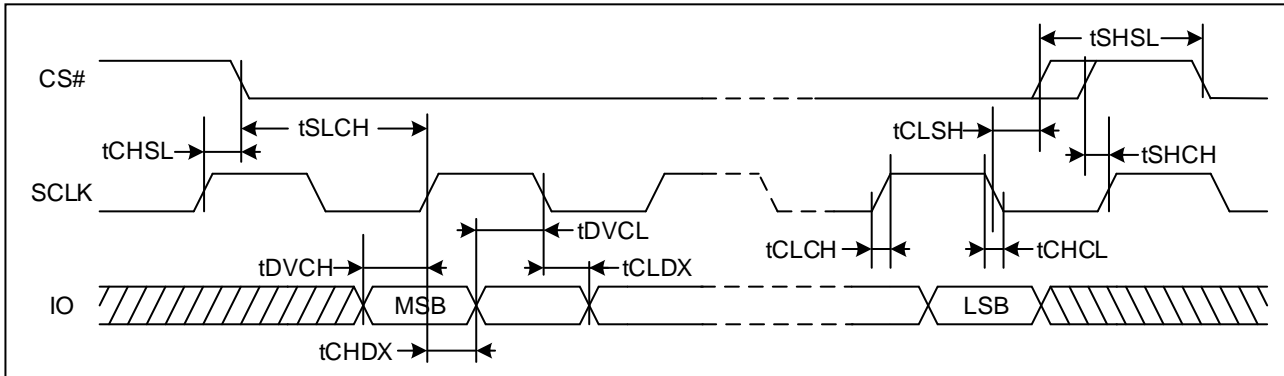 tSHSL
CS#
tSLCH
tCLSH
tCHSL
tSHCH
SCLK
tDVCL
tCLCH
tCHCL
tDVCH
tCLDX
IO
MSB
LSB
tCHDX